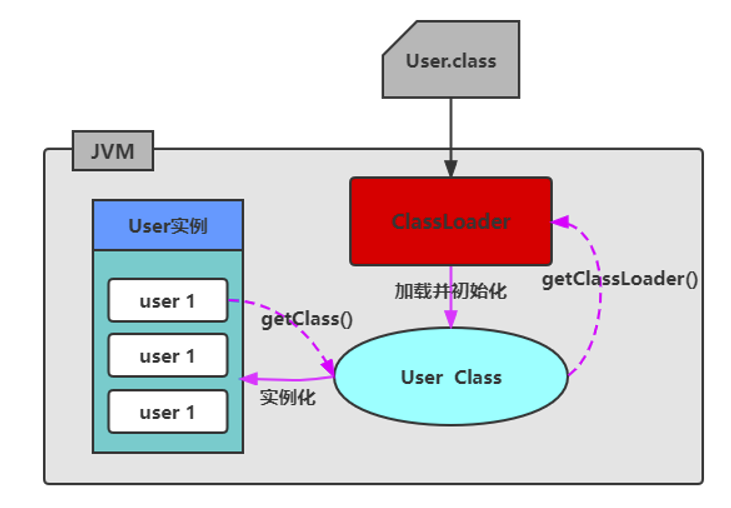 User.class
JVM
ClassLoader
User实例
加载并初始化
getClassLoader()
user 1
getClass()
user 1
User Class
实例化
user 1